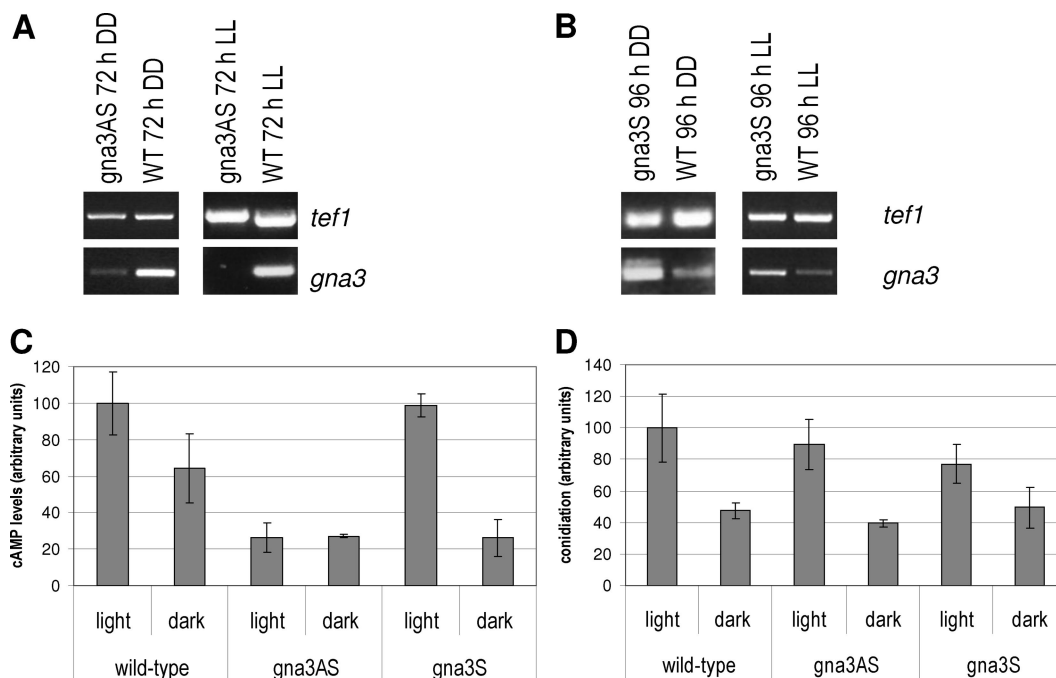 A
gna3AS 72 h DD
WT 72 h DD
gna3AS 72 h LL
WT 72 h LL
tef1
gna3
B
gna3S 96 h DD
WT 96 h DD
gna3S 96 h LL
WT 96 h LL
tef1
gna3
C
cAMP levels (arbitrary units)
120
100
80
60
40
20
0
light dark light dark light dark
wild-type gna3AS gna3S
D
conidiation (arbitrary units)
140
120
100
80
60
40
20
0
light dark light dark light dark
wild-type gna3AS gna3S